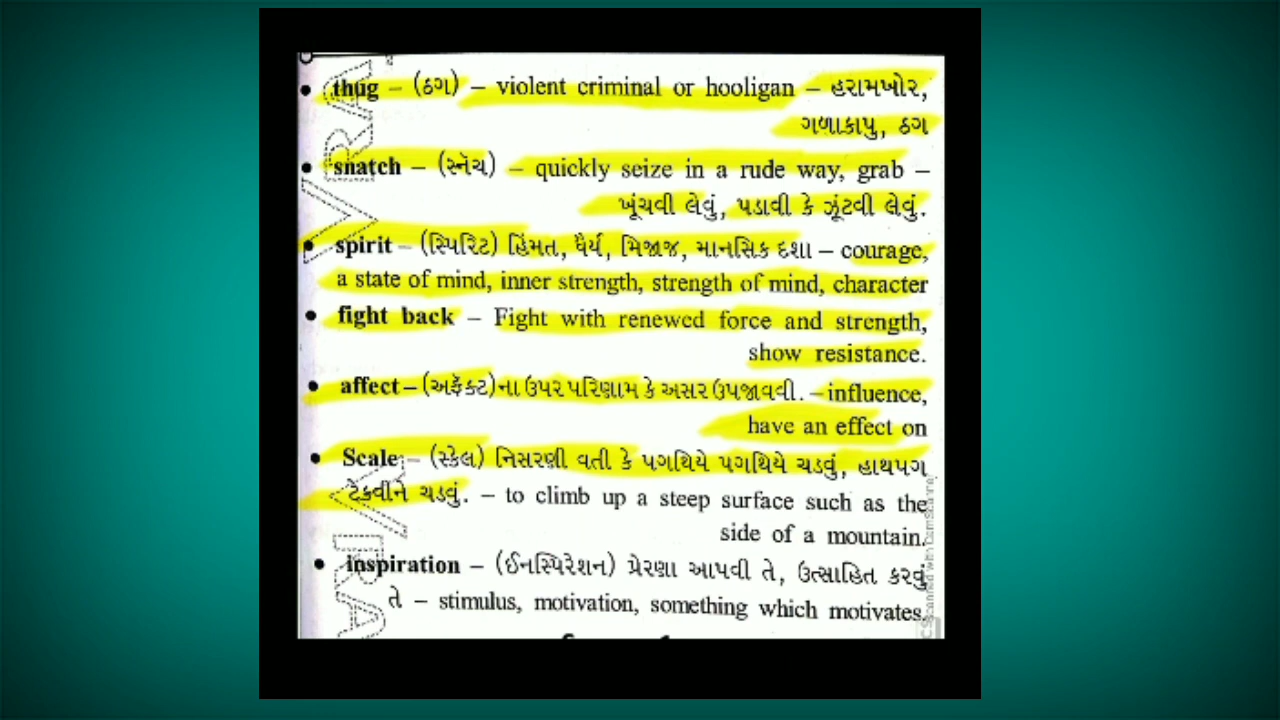 • thug – (ઠગ) – violent criminal or hooligan – હરામખોર,
ગળાકાપુ, ઠગ
• snatch – (સ્નૅચ) – quickly seize in a rude way, grab –
ખૂંચવી લેવું, પડાવી કે ઝૂંટવી લેવું.
• spirit – (સ્પિરિટ) હિંમત, ધૈર્ય, મિજાજ, માનસિક દશા – courage,
a state of mind, inner strength, strength of mind, character
• fight back – Fight with renewed force and strength,
show resistance.
• affect – (અફૅક્ટ) ના ઉપર પરિણામ કે અસર ઉપજાવવી. – influence,
have an effect on
• Scale – (સ્કેલ) નિસરણી વતી કે પગથિયે પગથિયે ચડવું, હાથપગ
ટેકવીને ચડવું. – to climb up a steep surface such as the
side of a mountain.
• inspiration – (ઈનસ્પિરેશન) પ્રેરણા આપવી તે, ઉત્સાહિત કરવું
તે – stimulus, motivation, something which motivates.